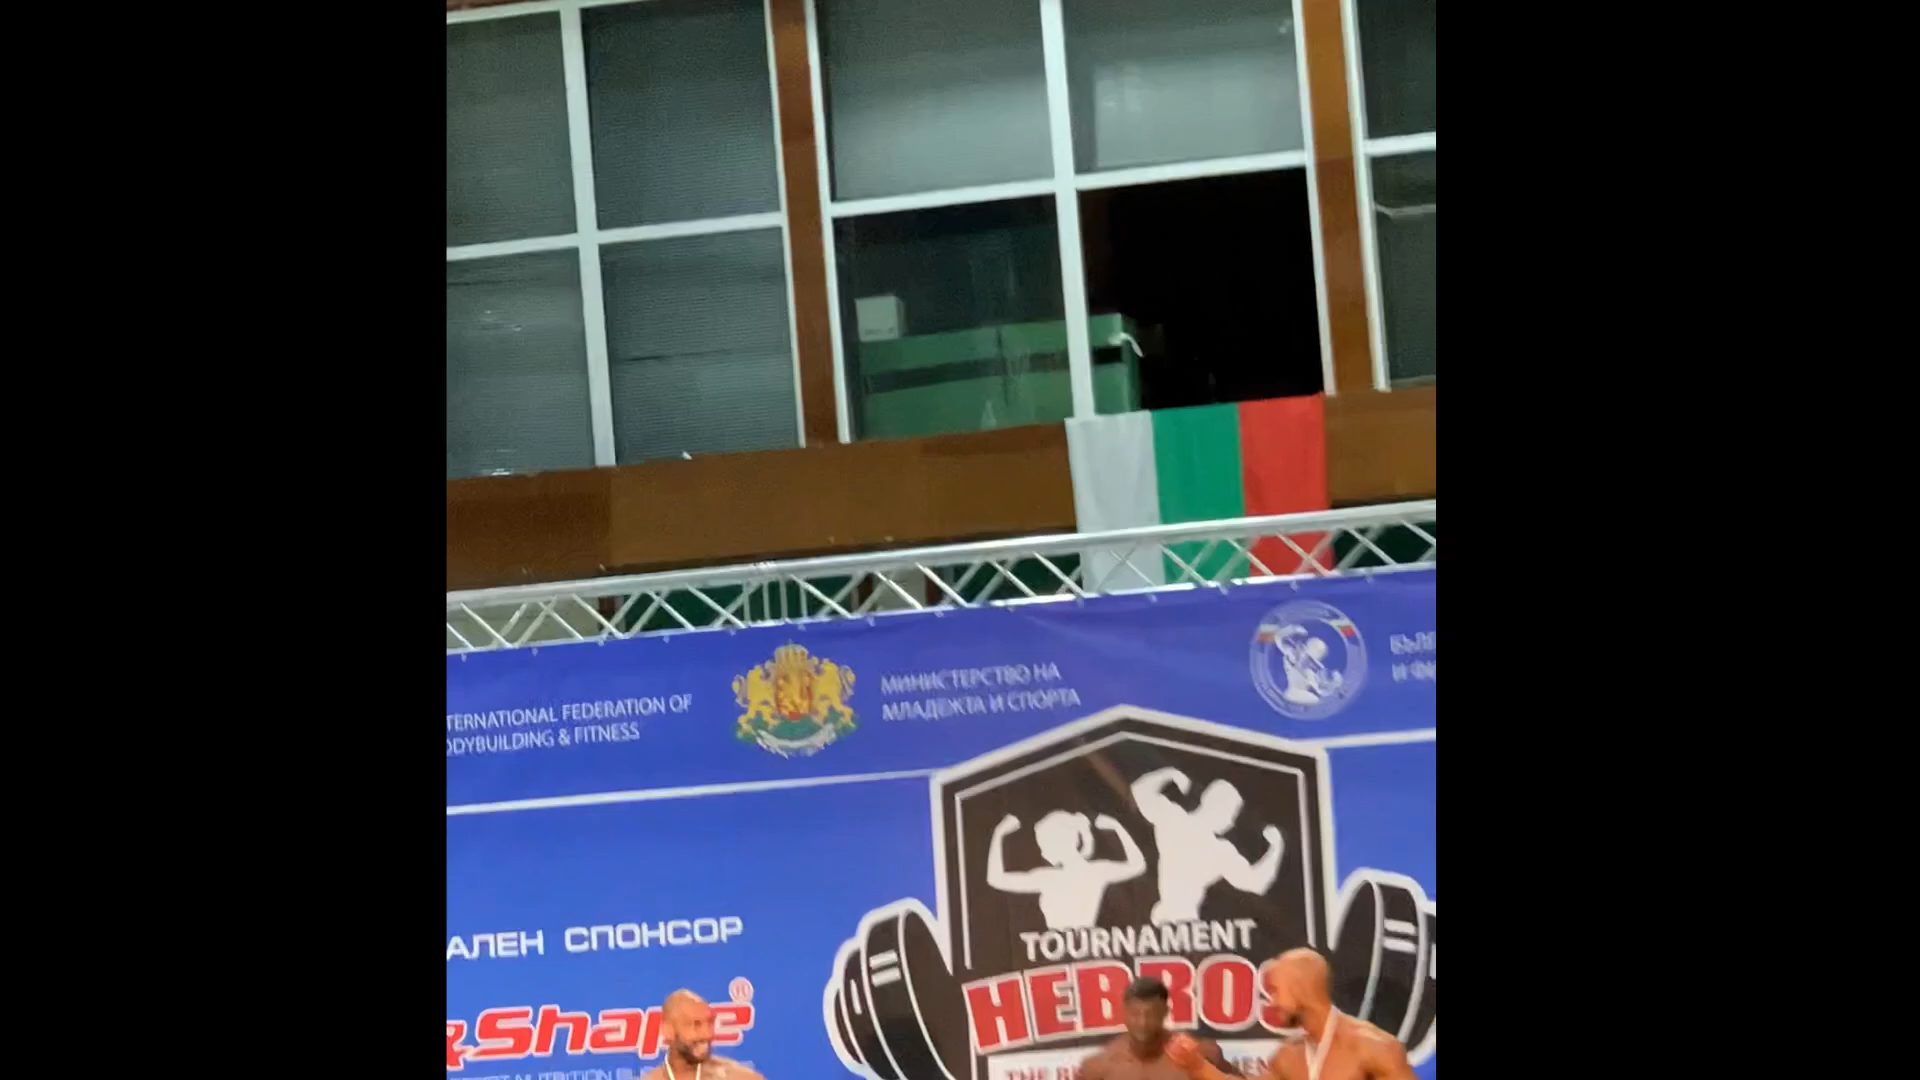 TERNATIONAL FEDERATION OF
ODYBUILDING & FITNESS
МИНИСТЕРСТВО НА
МЛАДЕЖТА И СПОРТА
АЛЕН СПОНСОР
&Shape®
TOURNAMENT
HEBROS